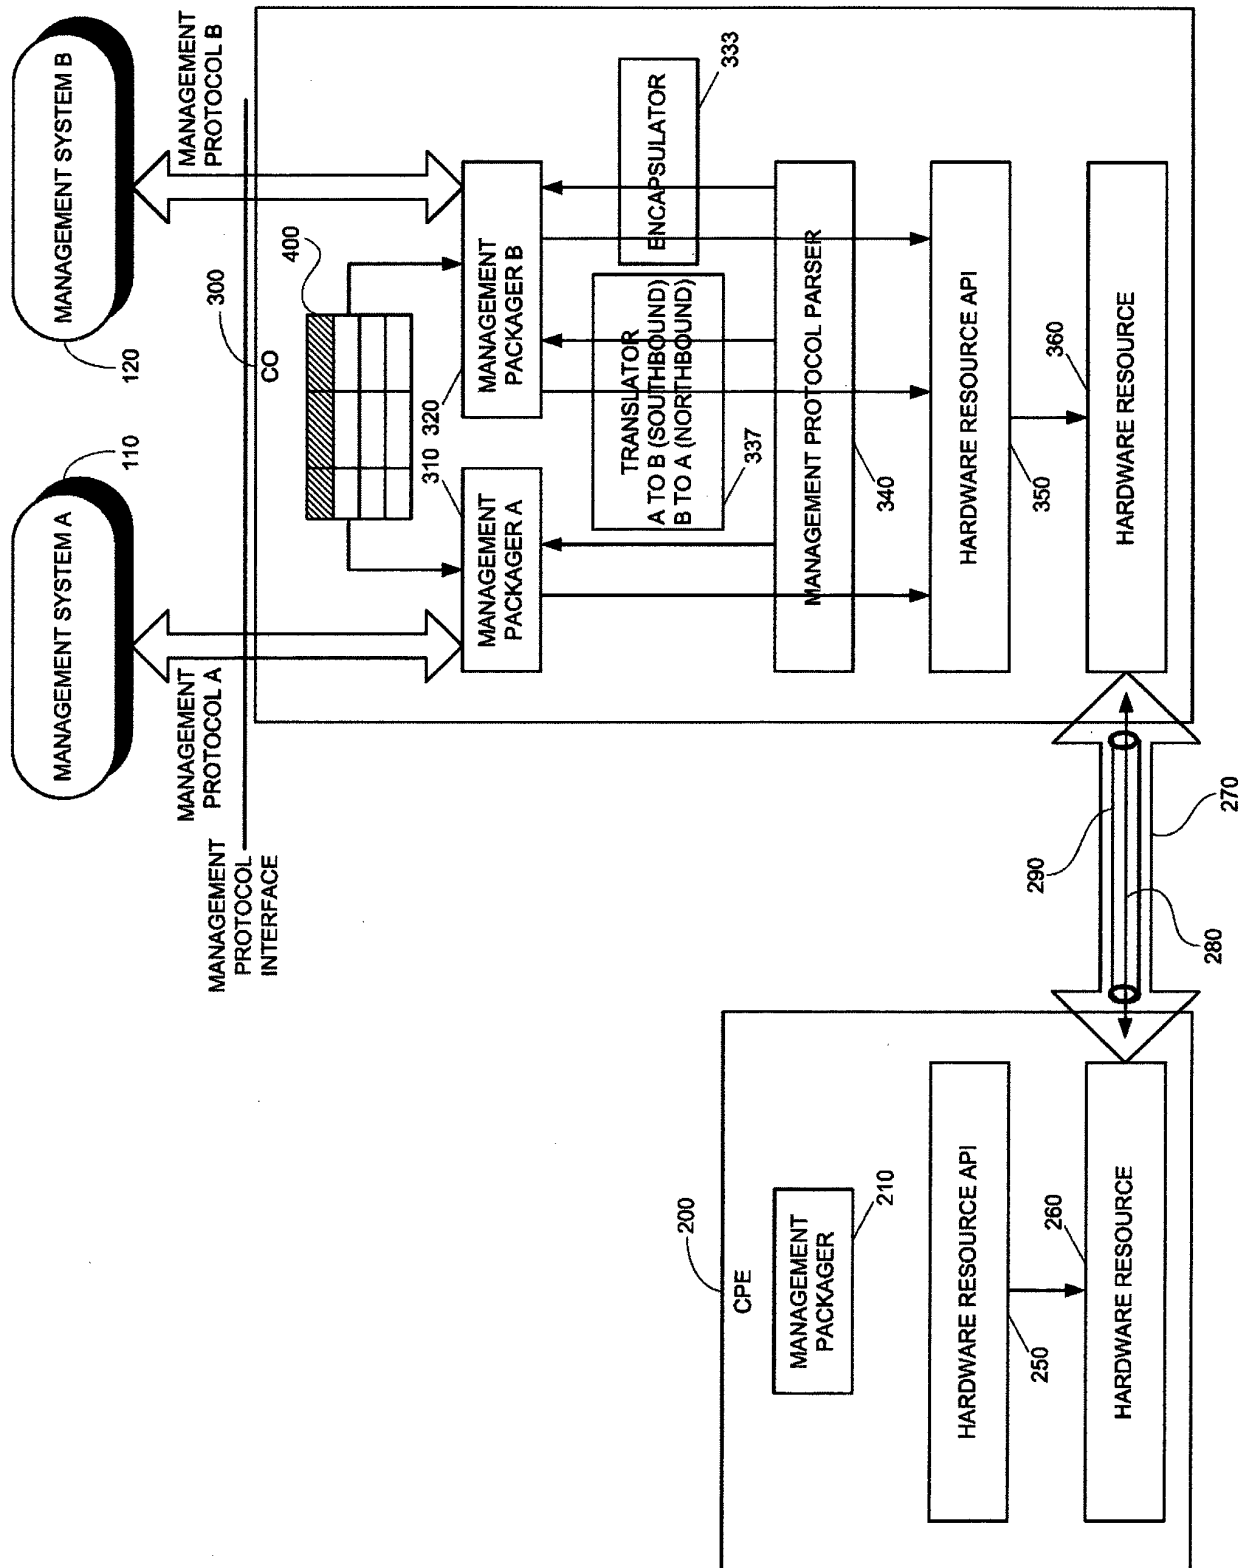 MANAGEMENT SYSTEM A
110
MANAGEMENT SYSTEM B
120
MANAGEMENT
PROTOCOL A
MANAGEMENT
PROTOCOL B
MANAGEMENT
PROTOCOL
INTERFACE
300
CO
400
310
MANAGEMENT
PACKAGER A
320
MANAGEMENT
PACKAGER B
TRANSLATOR
A TO B (SOUTHBOUND)
B TO A (NORTHBOUND)
337
ENCAPSULATOR
333
MANAGEMENT PROTOCOL PARSER
340
HARDWARE RESOURCE API
350
HARDWARE RESOURCE
360
200
CPE
MANAGEMENT
PACKAGER
210
HARDWARE RESOURCE API
250
HARDWARE RESOURCE
260
290
280
270